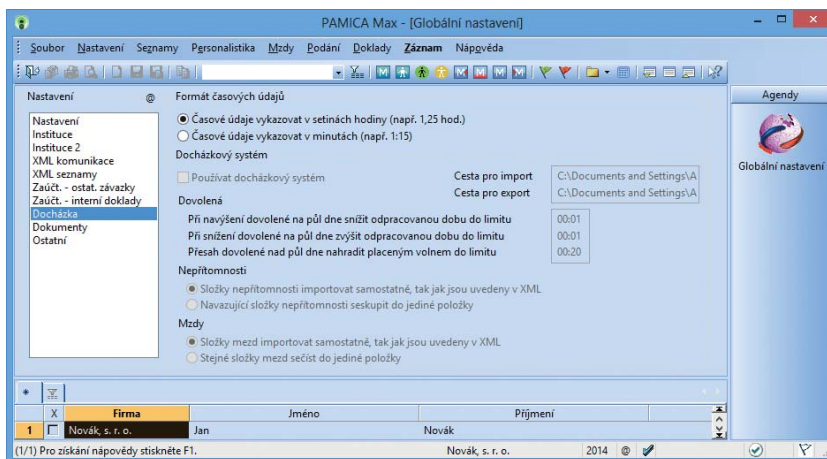 PAMICA Max - [Globální nastavení]
Soubor Nastavení Seznamy Personalistika Mzdy Podání Doklady Záznam Nápověda
Nastavení @
Nastavení
Instituce
Instituce 2
XML komunikace
XML seznamy
Zaúčt. - ostat. závazky
Zaúčt. - interní doklady
Docházka
Dokumenty
Ostatní
Formát časových údajů
Časové údaje vykazovat v setinách hodiny (např. 1,25 hod.)
Časové údaje vykazovat v minutách (např. 1:15)
Docházkový systém
Používat docházkový systém
Cesta pro import C:\Documents and Settings\A
Cesta pro export C:\Documents and Settings\A
Dovolená
Při navýšení dovolené na půl dne snížit odpracovanou dobu do limitu 00:01
Při snížení dovolené na půl dne zvýšit odpracovanou dobu do limitu 00:01
Přesah dovolené nad půl dne nahradit placeným volnem do limitu 00:20
Nepřítomnosti
Složky nepřítomnosti importovat samostatně, tak jak jsou uvedeny v XML
Navazující složky nepřítomnosti seskupit do jediné položky
Mzdy
Složky mezd importovat samostatně, tak jak jsou uvedeny v XML
Stejné složky mezd sečíst do jediné položky
Agendy
Globální nastavení
X Firma Jméno Příjmení
1 Novák, s. r. o. Jan Novák
(1/1) Pro získání nápovědy stiskněte F1. Novák, s. r. o. 2014 @